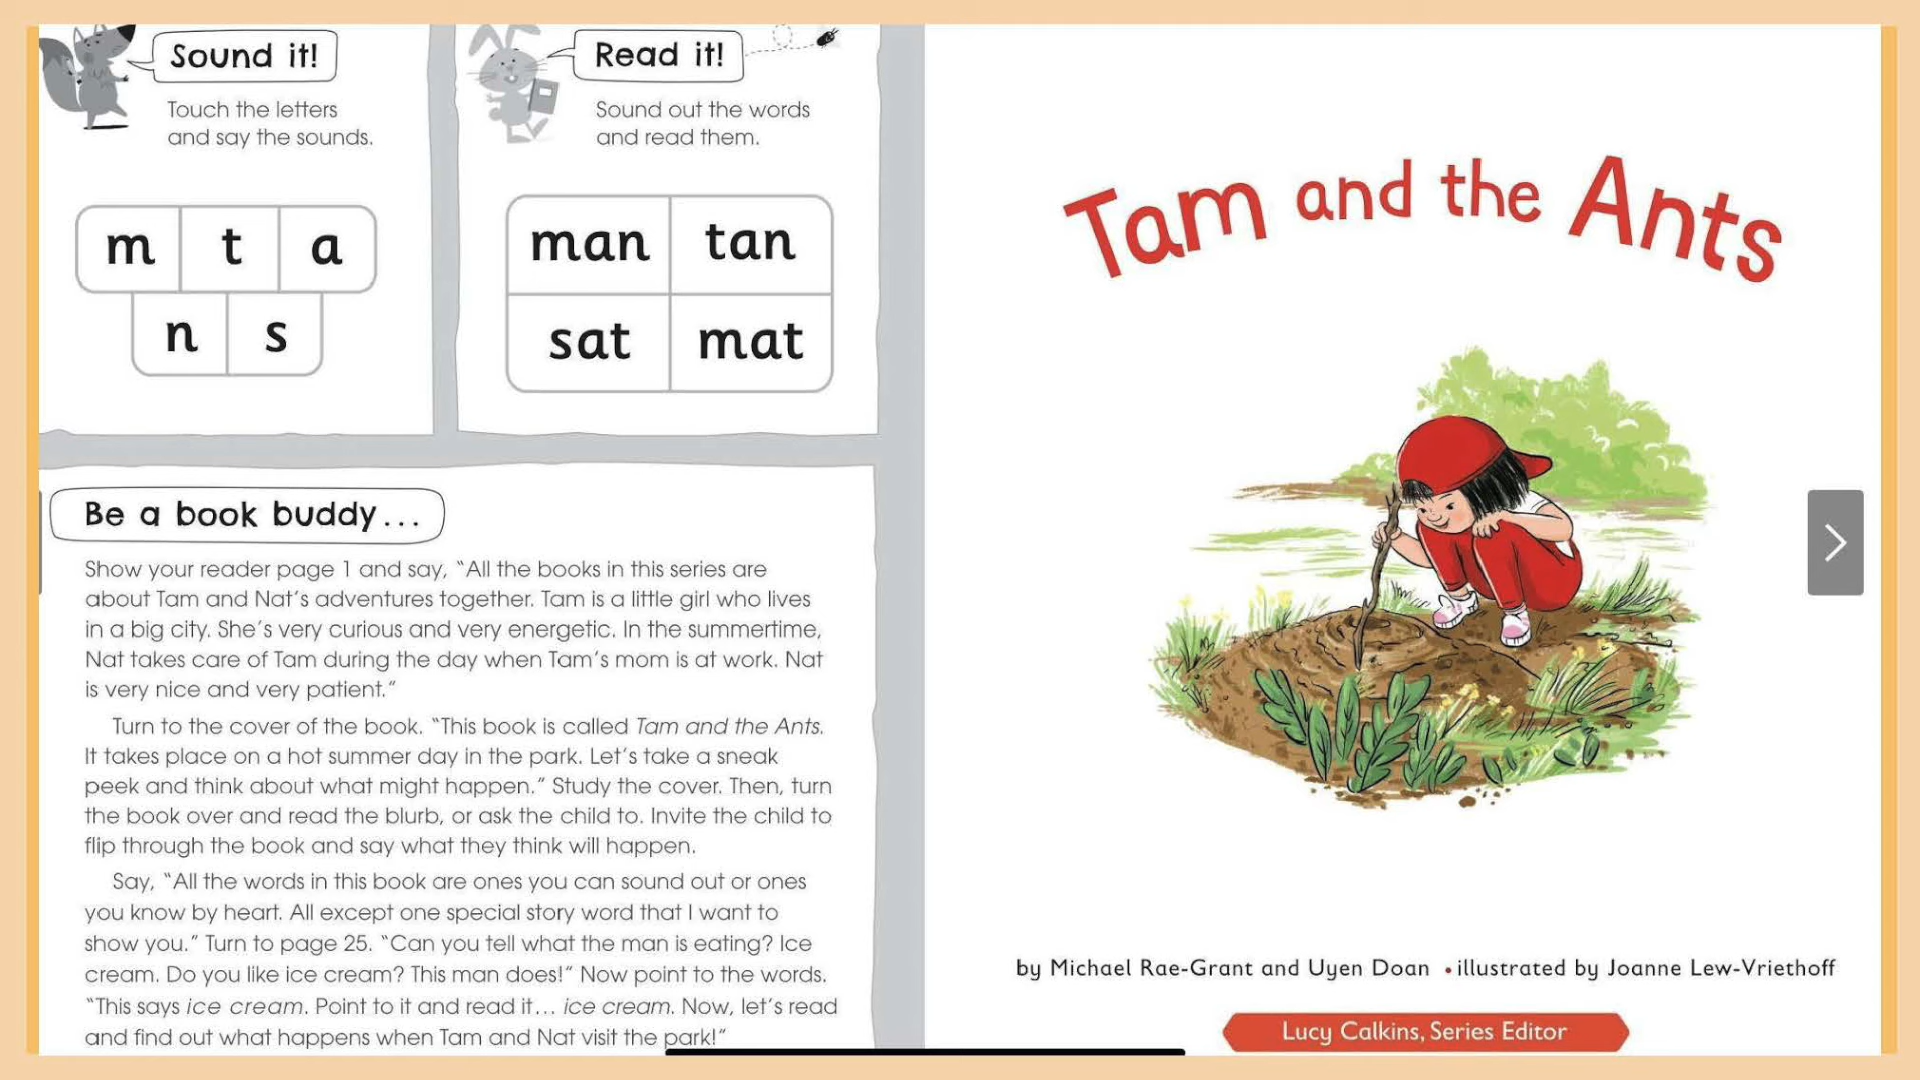 Sound it!
Touch the letters
and say the sounds.
m t a
n s
Read it!
Sound out the words
and read them.
man tan
sat mat
Be a book buddy...
Show your reader page 1 and say, “All the books in this series are
about Tam and Nat’s adventures together. Tam is a little girl who lives
in a big city. She’s very curious and very energetic. In the summertime,
Nat takes care of Tam during the day when Tam’s mom is at work. Nat
is very nice and very patient.”
Turn to the cover of the book. “This book is called Tam and the Ants.
It takes place on a hot summer day in the park. Let’s take a sneak
peek and think about what might happen.” Study the cover. Then, turn
the book over and read the blurb, or ask the child to. Invite the child to
flip through the book and say what they think will happen.
Say, “All the words in this book are ones you can sound out or ones
you know by heart. All except one special story word that I want to
show you.” Turn to page 25. “Can you tell what the man is eating? Ice
cream. Do you like ice cream? This man does!” Now point to the words.
“This says ice cream. Point to it and read it... ice cream. Now, let’s read
and find out what happens when Tam and Nat visit the park!”
Tam and the Ants
by Michael Rae-Grant and Uyen Doan • illustrated by Joanne Lew-Vriethoff
Lucy Calkins, Series Editor